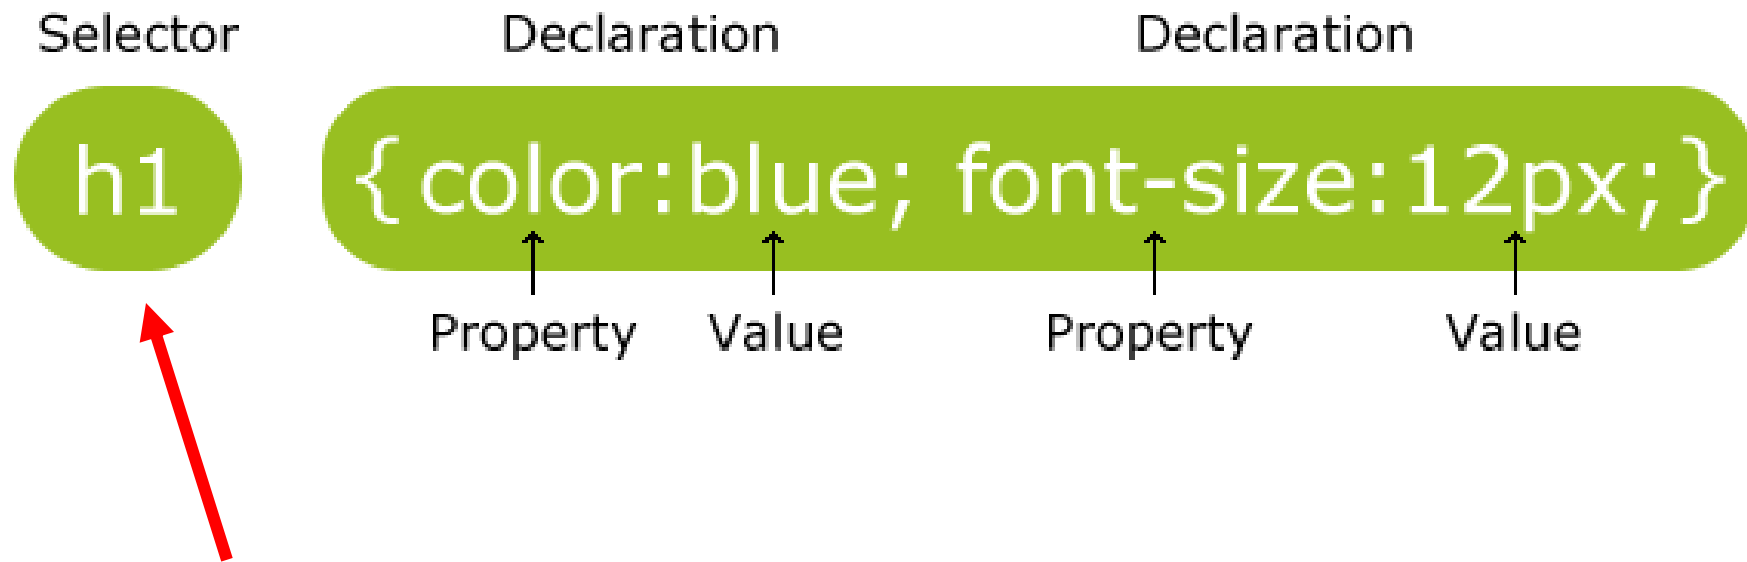 Selector Declaration Declaration
h1 {color:blue; font-size:12px;}
Property Value Property Value